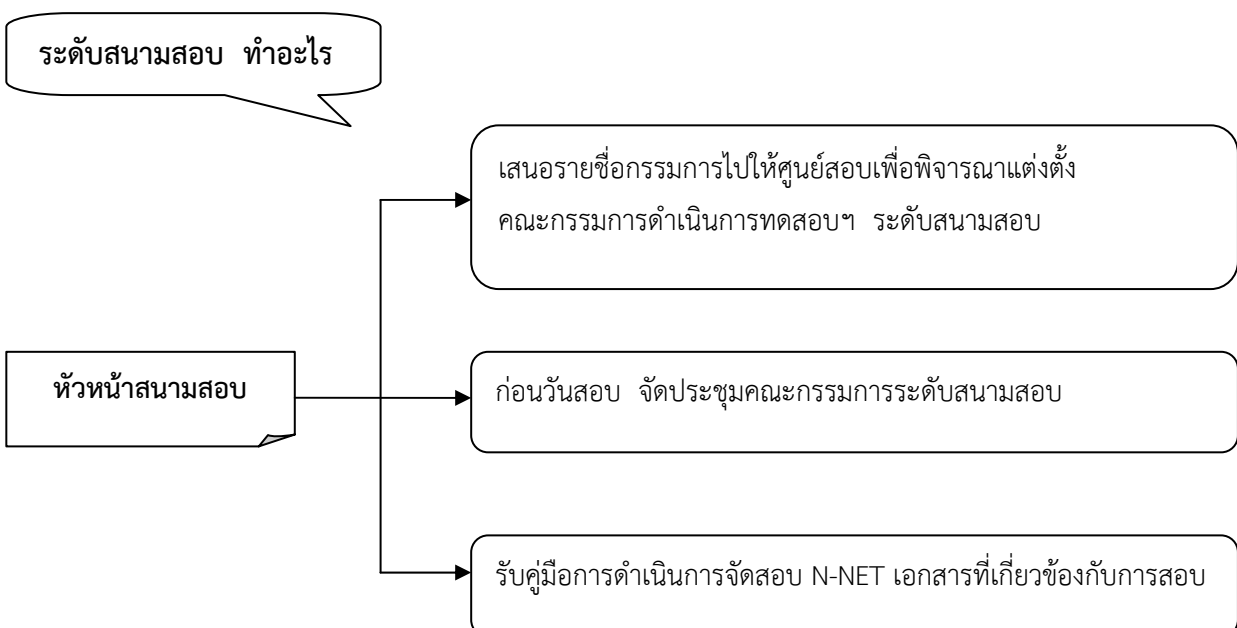 ระดับสนามสอบ ทำอะไร
เสนอรายชื่อกรรมการไปให้ศูนย์สอบเพื่อพิจารณาแต่งตั้ง
คณะกรรมการดำเนินการทดสอบฯ ระดับสนามสอบ
หัวหน้าสนามสอบ
ก่อนวันสอบ จัดประชุมคณะกรรมการระดับสนามสอบ
รับคู่มือการดำเนินการจัดสอบ N-NET เอกสารที่เกี่ยวข้องกับการสอบ